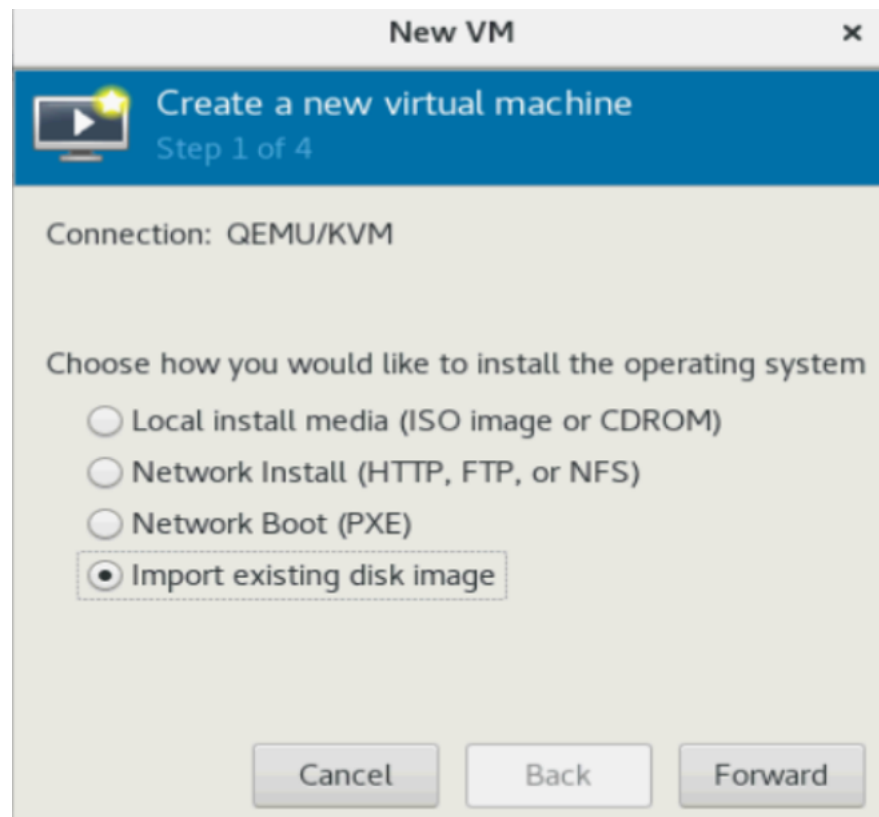 New VM
Create a new virtual machine
Step 1 of 4
Connection: QEMU/KVM
Choose how you would like to install the operating system
Local install media (ISO image or CDROM)
Network Install (HTTP, FTP, or NFS)
Network Boot (PXE)
Import existing disk image
Cancel Back Forward